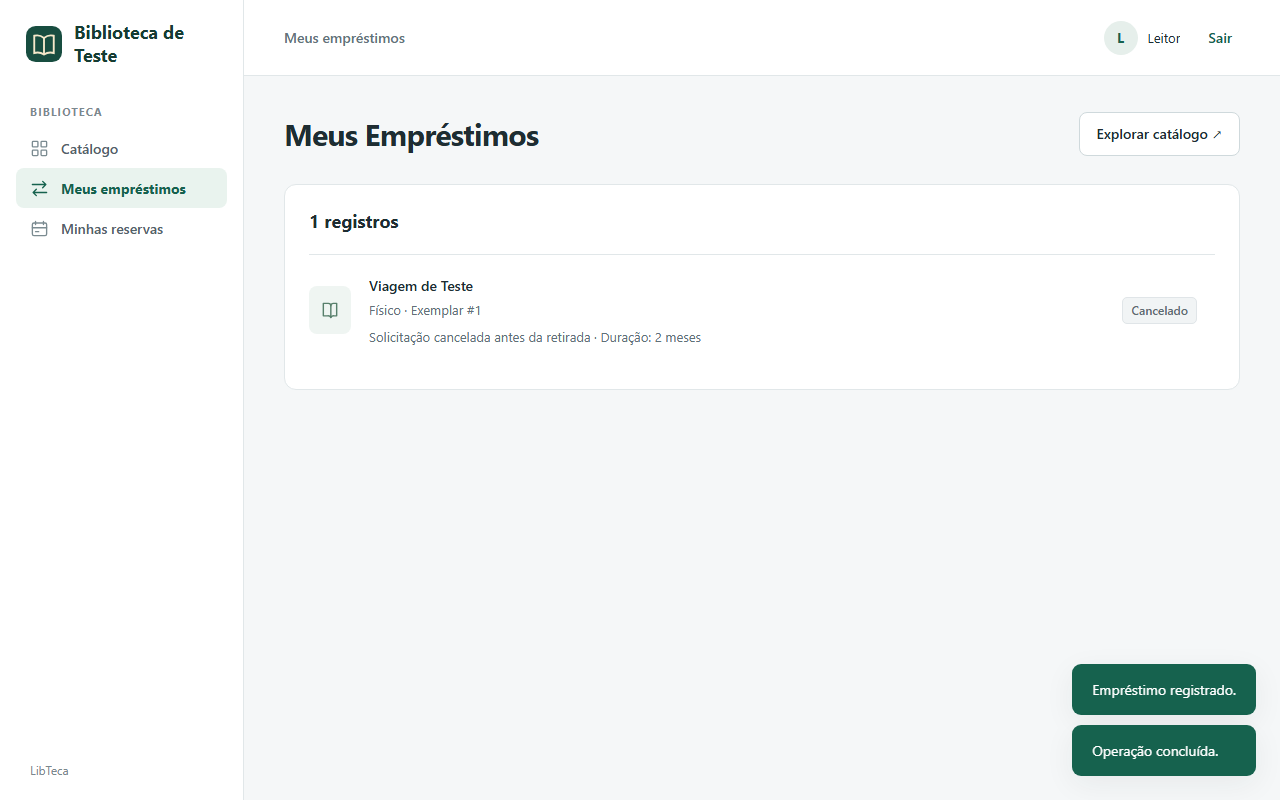 Biblioteca de
Teste
BIBLIOTECA
Catálogo
Meus empréstimos
Minhas reservas
LibTeca
Meus empréstimos
L
Leitor
Sair
Meus Empréstimos
Explorar catálogo ↗
1 registros
Viagem de Teste
Físico · Exemplar #1
Solicitação cancelada antes da retirada · Duração: 2 meses
Cancelado
Empréstimo registrado.
Operação concluída.